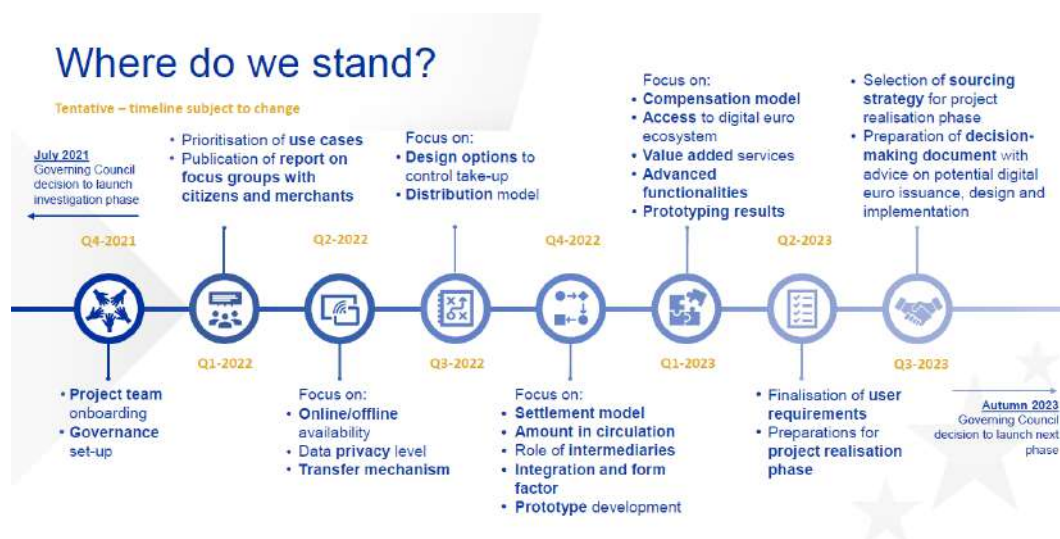 Where do we stand?
Tentative – timeline subject to change
July 2021
Governing Council
decision to launch
investigation phase
Q4-2021
• Project team
onboarding
• Governance
set-up
• Prioritisation of use cases
• Publication of report on
focus groups with
citizens and merchants
Q1-2022
Q2-2022
Focus on:
• Online/offline
availability
• Data privacy level
• Transfer mechanism
Focus on:
• Design options to
control take-up
• Distribution model
Q3-2022
Q4-2022
Focus on:
• Settlement model
• Amount in circulation
• Role of intermediaries
• Integration and form
factor
• Prototype development
Focus on:
• Compensation model
• Access to digital euro
ecosystem
• Value added services
• Advanced
functionalities
• Prototyping results
Q1-2023
Q2-2023
• Finalisation of user
requirements
• Preparations for
project realisation
phase
• Selection of sourcing
strategy for project
realisation phase
• Preparation of decision-
making document with
advice on potential digital
euro issuance, design and
implementation
Q3-2023
Autumn 2023
Governing Council
decision to launch next
phase